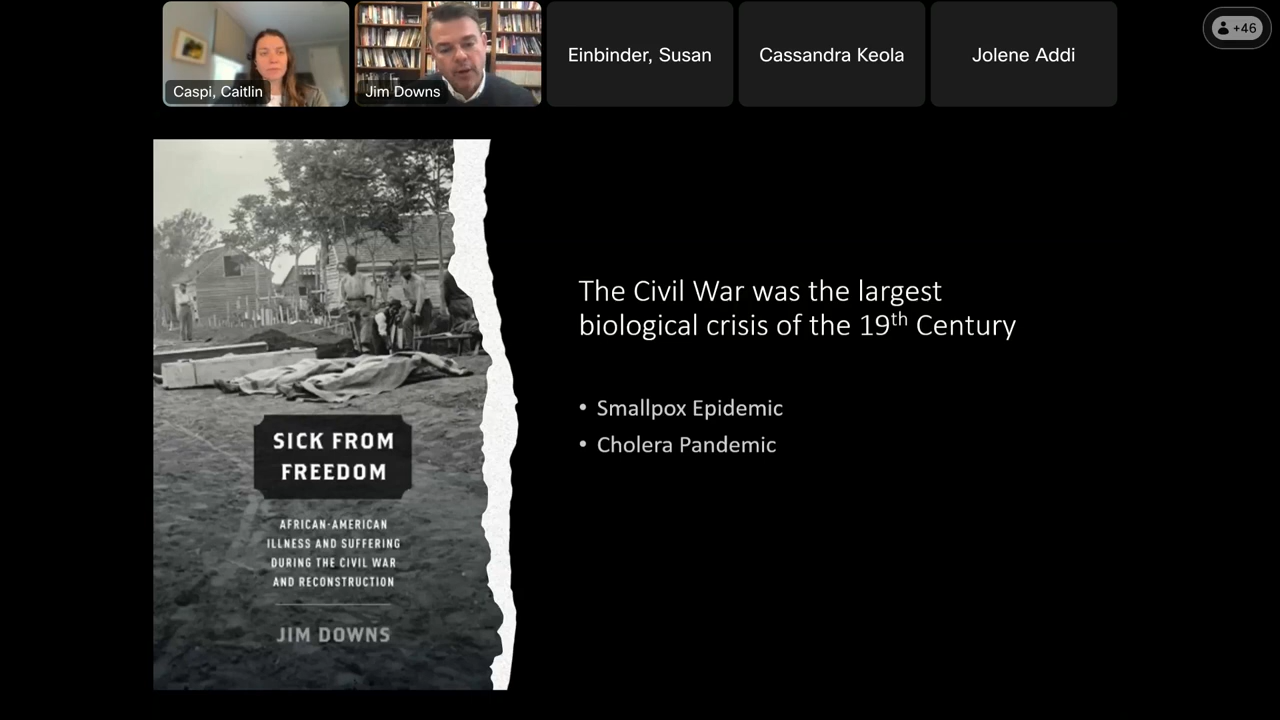 Caspi, Caitlin
Jim Downs
Einbinder, Susan
Cassandra Keola
Jolene Addi
+46
SICK FROM
FREEDOM
AFRICAN-AMERICAN
ILLNESS AND SUFFERING
DURING THE CIVIL WAR
AND RECONSTRUCTION
JIM DOWNS
The Civil War was the largest
biological crisis of the 19th Century
• Smallpox Epidemic
• Cholera Pandemic